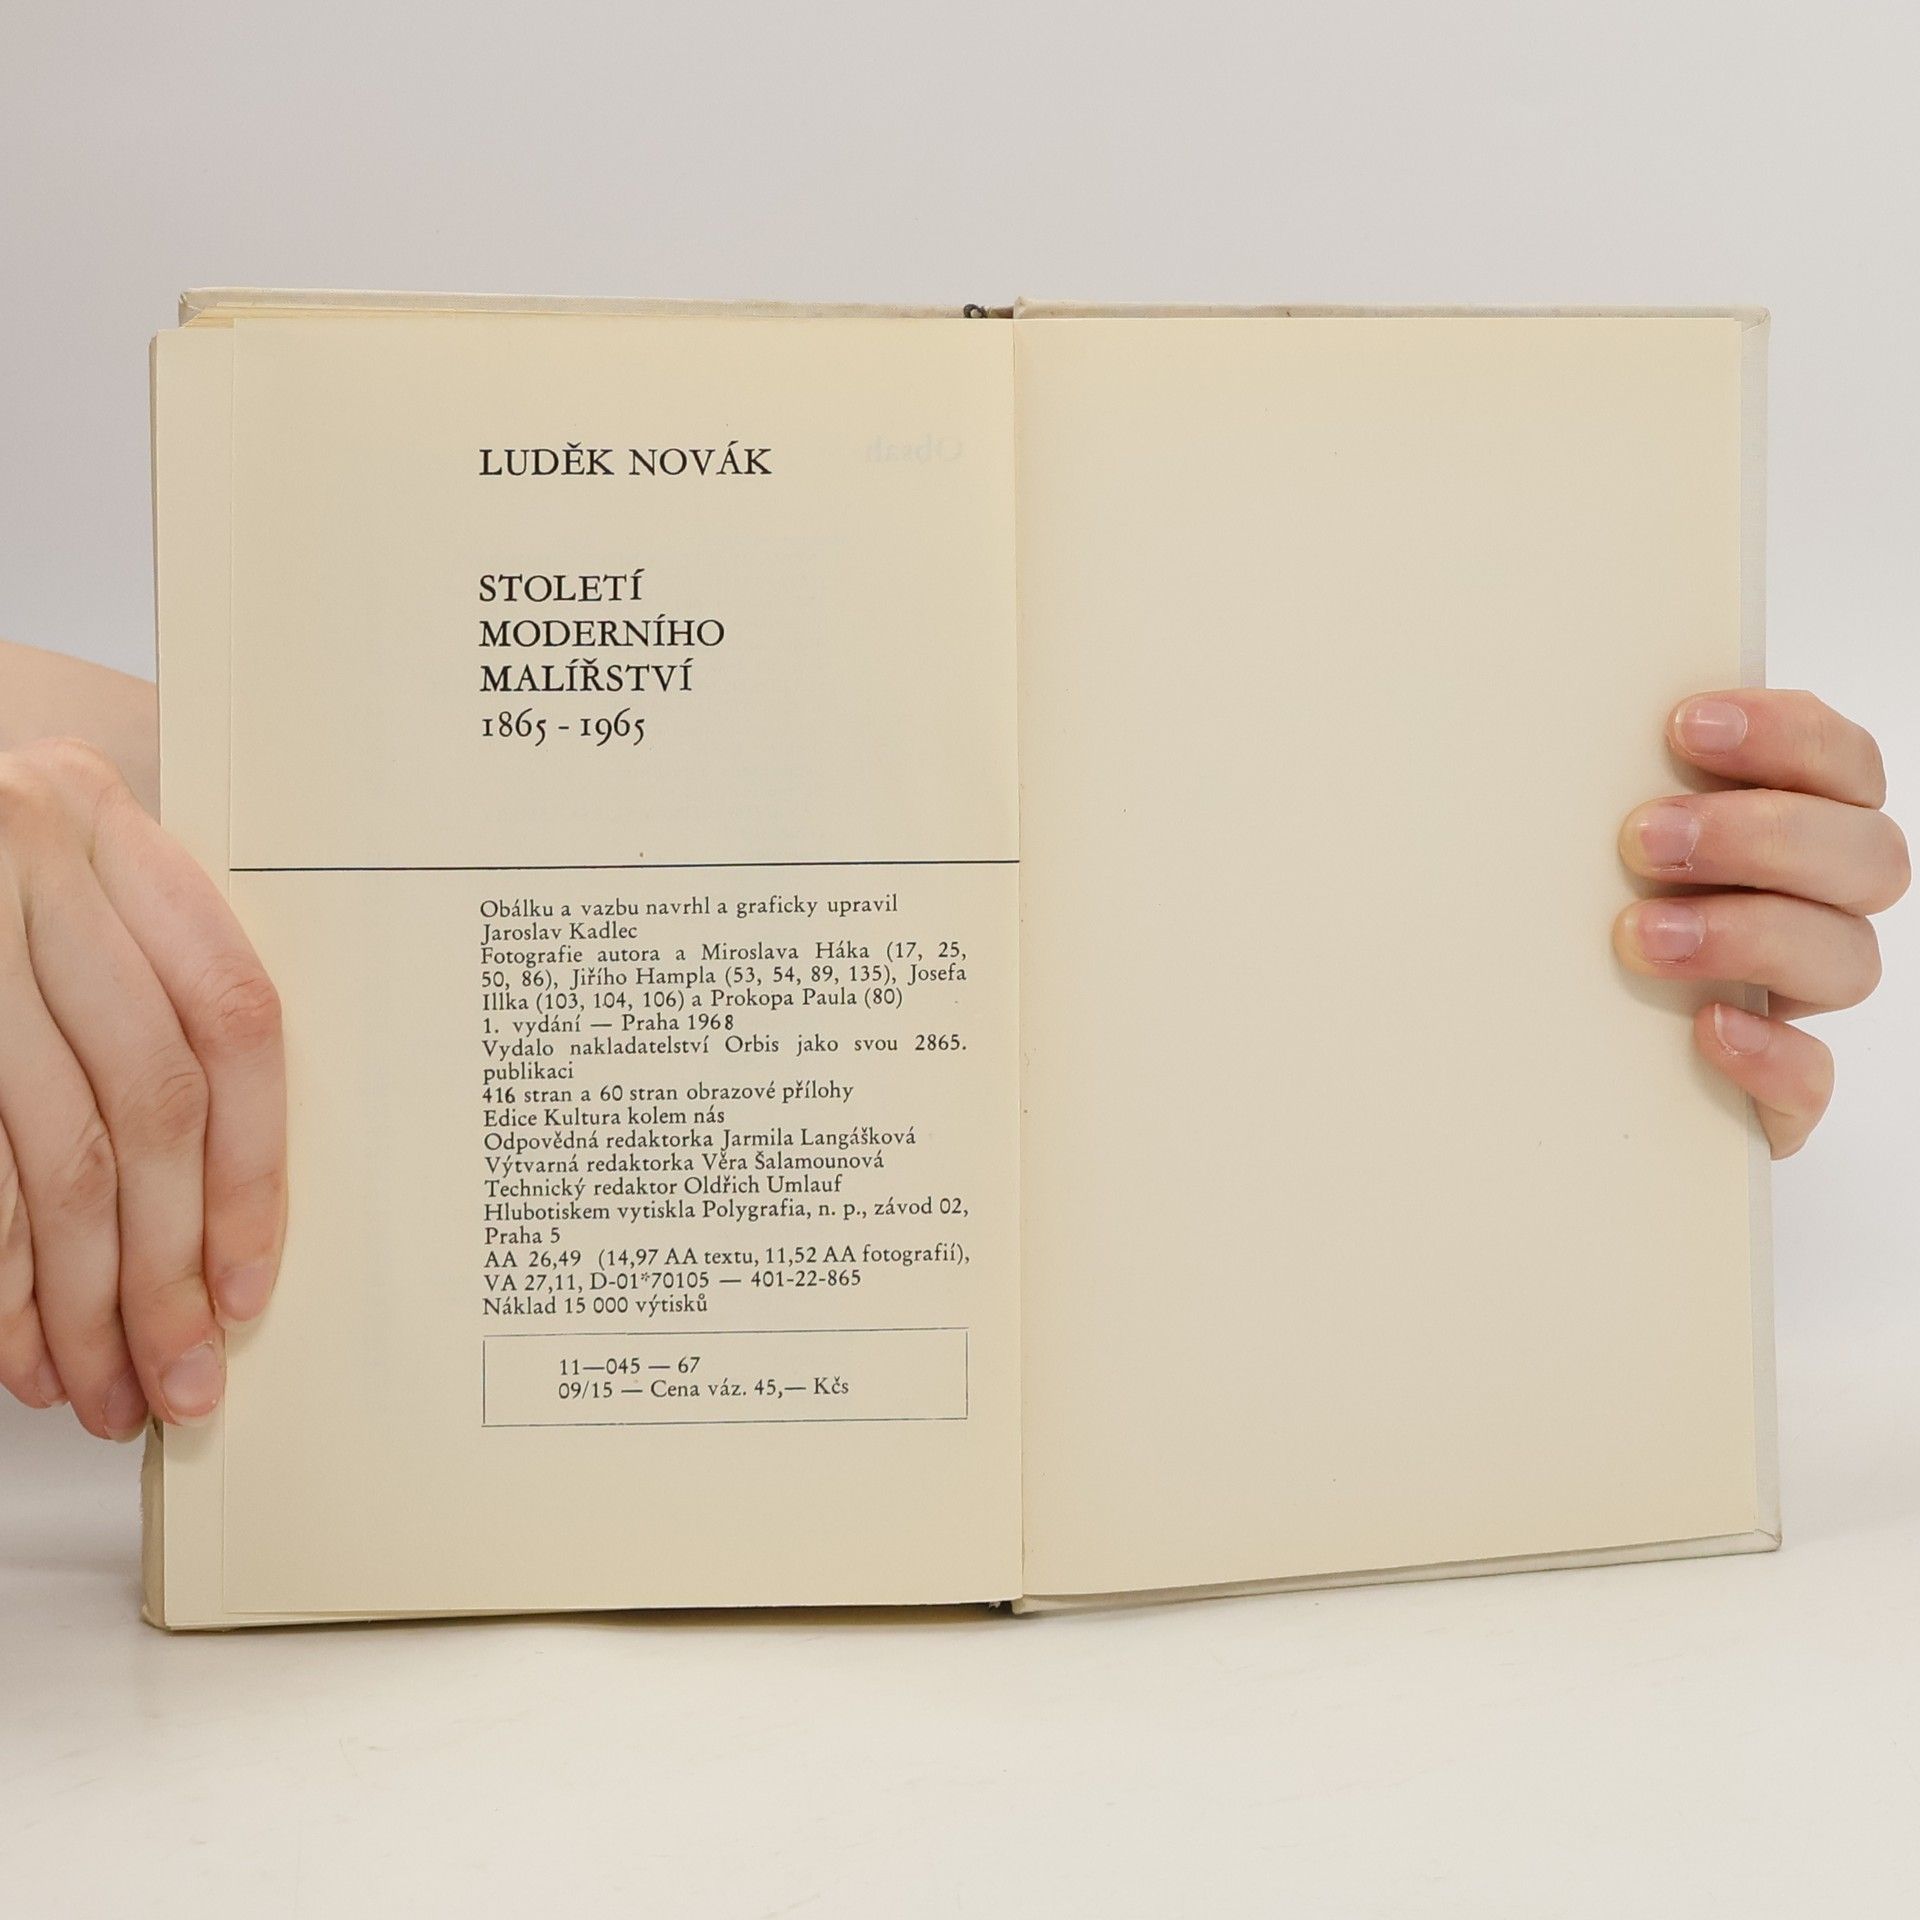 LUDĚK NOVÁK
STOLETÍ
MODERNÍHO
MALÍŘSTVÍ
1865 - 1965
Obálku a vazbu navrhl a graficky upravil
Jaroslav Kadlec
Fotografie autora a Miroslava Háka (17, 25,
50, 86), Jiřího Hampla (53, 54, 89, 135), Josefa
Illka (103, 104, 106) a Prokopa Paula (80)
1. vydání — Praha 1968
Vydalo nakladatelství Orbis jako svou 2865.
publikaci
416 stran a 60 stran obrazové přílohy
Edice Kultura kolem nás
Odpovědná redaktorka Jarmila Langášková
Výtvarná redaktorka Věra Šalamounová
Technický redaktor Oldřich Umlauf
Hlubotiskem vytiskla Polygrafia, n. p., závod 02,
Praha 5
AA 26,49 (14,97 AA textu, 11,52 AA fotografií),
VA 27,11, D-01*70105 — 401-22-865
Náklad 15 000 výtisků
11—045 — 67
09/15 — Cena váz. 45,— Kčs
Obsah